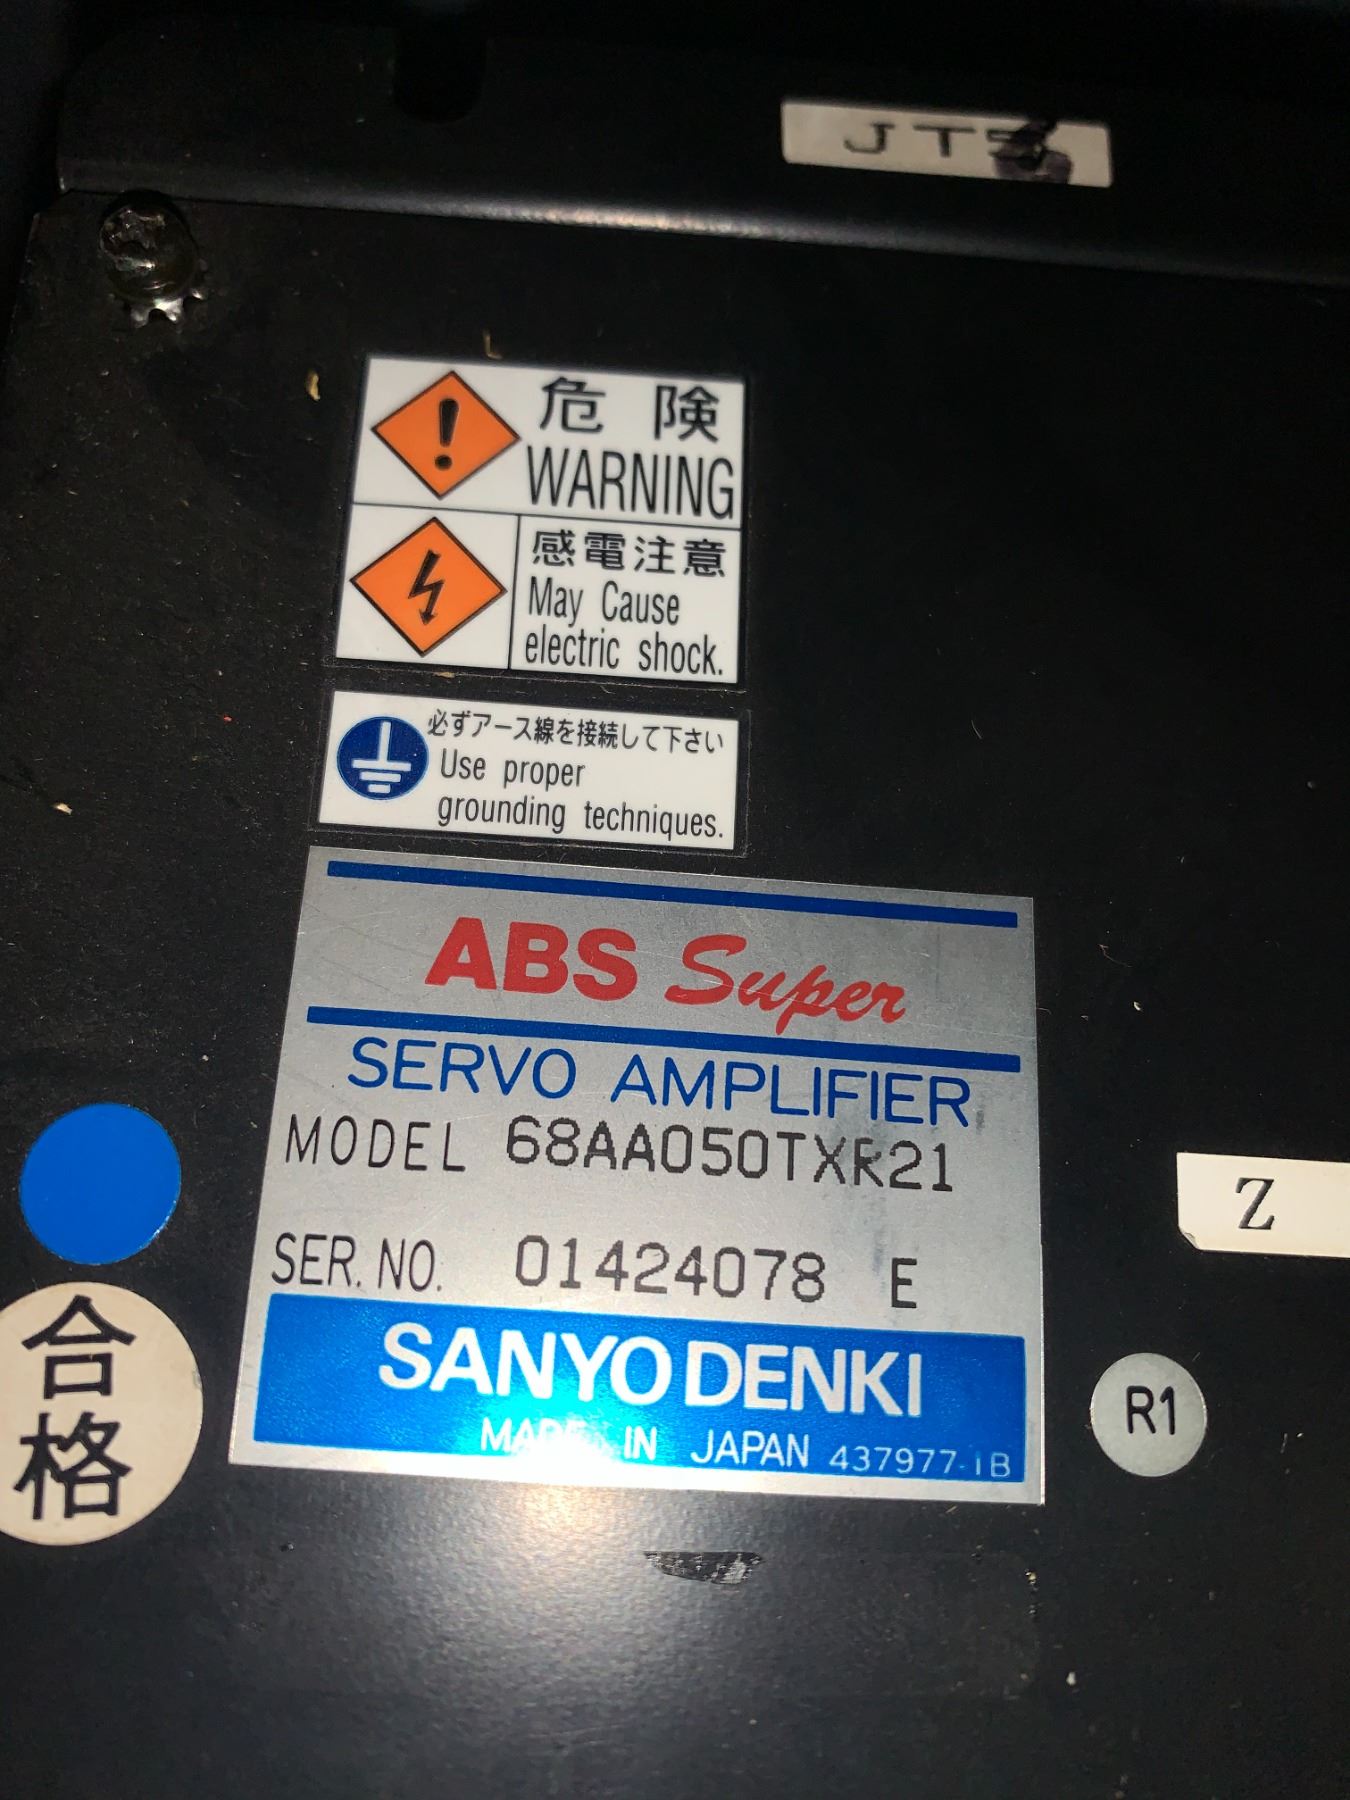 JT
危険
WARNING
感電注意
May Cause
electric shock.
必ずアース線を接続して下さい
Use proper
grounding techniques.
ABS Super
SERVO AMPLIFIER
MODEL 68AA050TXR21
SER. NO. 01424078 E
SANYO DENKI
MADE IN JAPAN 437977-1B
合格
Z
R1